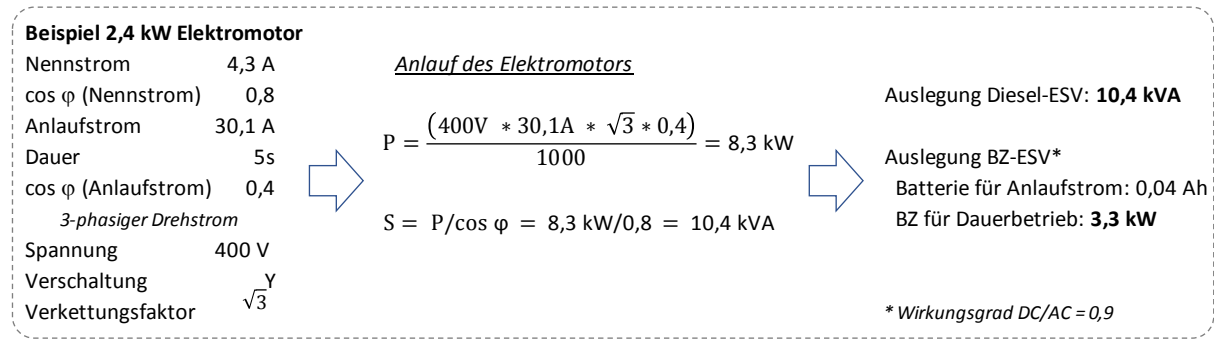 Beispiel 2,4 kW Elektromotor
Nennstrom 4,3 A
cos φ (Nennstrom) 0,8
Anlaufstrom 30,1 A
Dauer 5s
cos φ (Anlaufstrom) 0,4
3-phasiger Drehstrom
Spannung 400 V
Verschaltung Y
Verkettungsfaktor √3
Anlauf des Elektromotors
P = (400V * 30,1A * √3 * 0,4) / 1000 = 8,3 kW
S = P/cos φ = 8,3 kW/0,8 = 10,4 kVA
Auslegung Diesel-ESV: 10,4 kVA
Auslegung BZ-ESV*
Batterie für Anlaufstrom: 0,04 Ah
BZ für Dauerbetrieb: 3,3 kW
* Wirkungsgrad DC/AC = 0,9